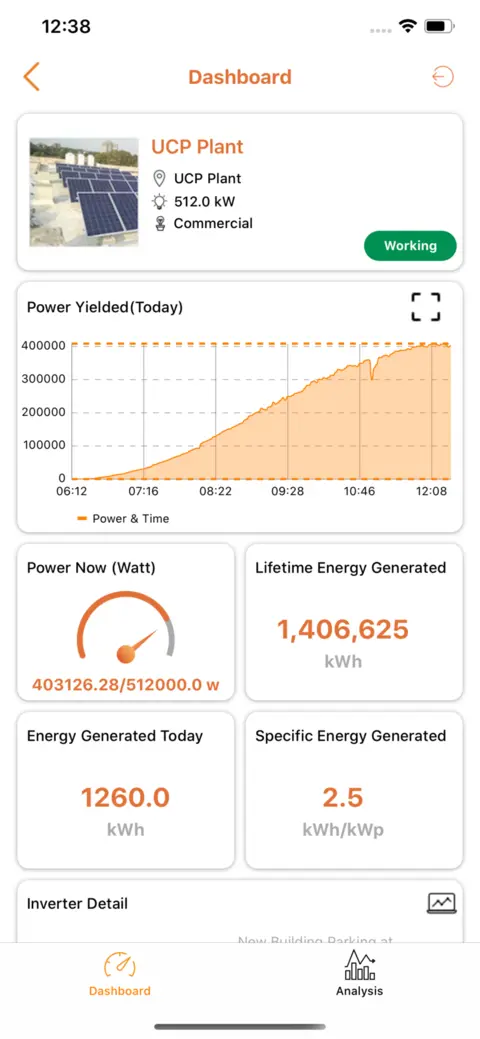 12:38
Dashboard
UCP Plant
UCP Plant
512.0 kW
Commercial
Working
Power Yielded(Today)
400000
300000
200000
100000
0
06:12 07:16 08:22 09:28 10:46 12:08
Power & Time
Power Now (Watt)
403126.28/512000.0 w
Lifetime Energy Generated
1,406,625
kWh
Energy Generated Today
1260.0
kWh
Specific Energy Generated
2.5
kWh/kWp
Inverter Detail
New Building Parking at
Dashboard
Analysis